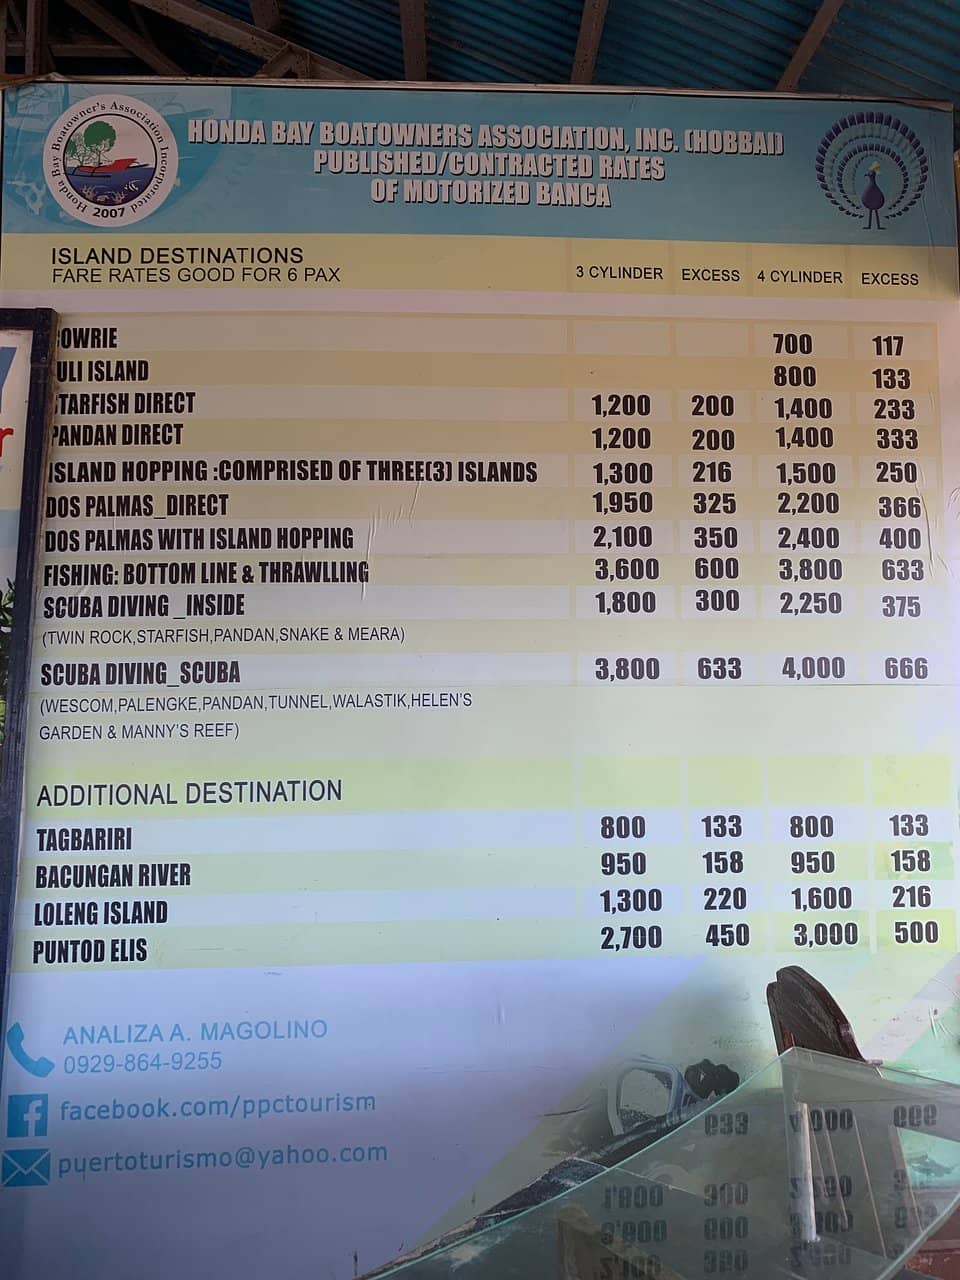 Honda Bay Boatowner's Association Incorporated
2007
HONDA BAY BOATOWNERS ASSOCIATION, INC. (HOBBAI)
PUBLISHED/CONTRACTED RATES
OF MOTORIZED BANCA
ISLAND DESTINATIONS
FARE RATES GOOD FOR 6 PAX
3 CYLINDER EXCESS 4 CYLINDER EXCESS
OWRIE 700 117
ULI ISLAND 800 133
TARFISH DIRECT 1,200 200 1,400 233
PANDAN DIRECT 1,200 200 1,400 333
ISLAND HOPPING :COMPRISED OF THREE(3) ISLANDS 1,300 216 1,500 250
DOS PALMAS_DIRECT 1,950 325 2,200 366
DOS PALMAS WITH ISLAND HOPPING 2,100 350 2,400 400
FISHING: BOTTOM LINE & THRAWLLING 3,600 600 3,800 633
SCUBA DIVING _INSIDE 1,800 300 2,250 375
(TWIN ROCK,STARFISH,PANDAN,SNAKE & MEARA)
SCUBA DIVING_SCUBA 3,800 633 4,000 666
(WESCOM,PALENGKE,PANDAN,TUNNEL,WALASTIK,HELEN'S
GARDEN & MANNY'S REEF)
ADDITIONAL DESTINATION
TAGBARIRI 800 133 800 133
BACUNGAN RIVER 950 158 950 158
LOLENG ISLAND 1,300 220 1,600 216
PUNTOD ELIS 2,700 450 3,000 500
ANALIZA A. MAGOLINO
0929-864-9255
facebook.com/ppctourism
puertoturismo@yahoo.com